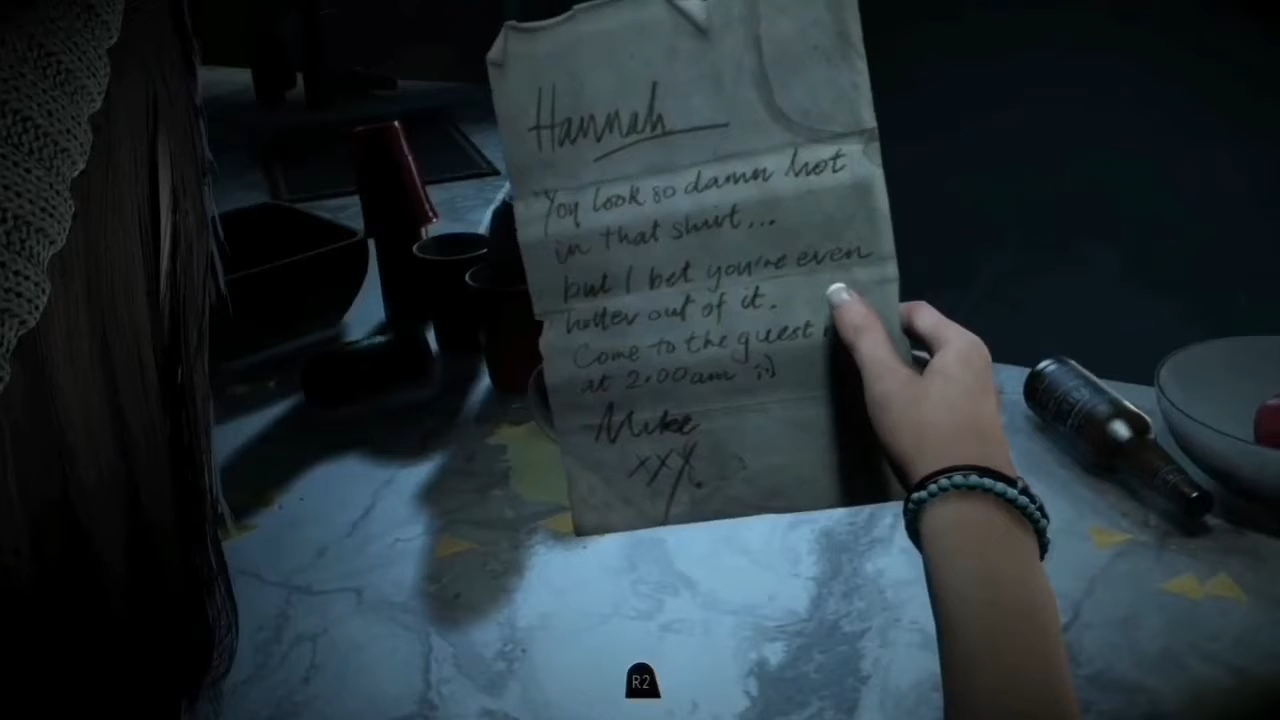 Hannah
You look so damn hot
in that shirt...
but I bet you're even
hotter out of it.
Come to the guest
at 2.00am ;)
Mike
xxx.
R2